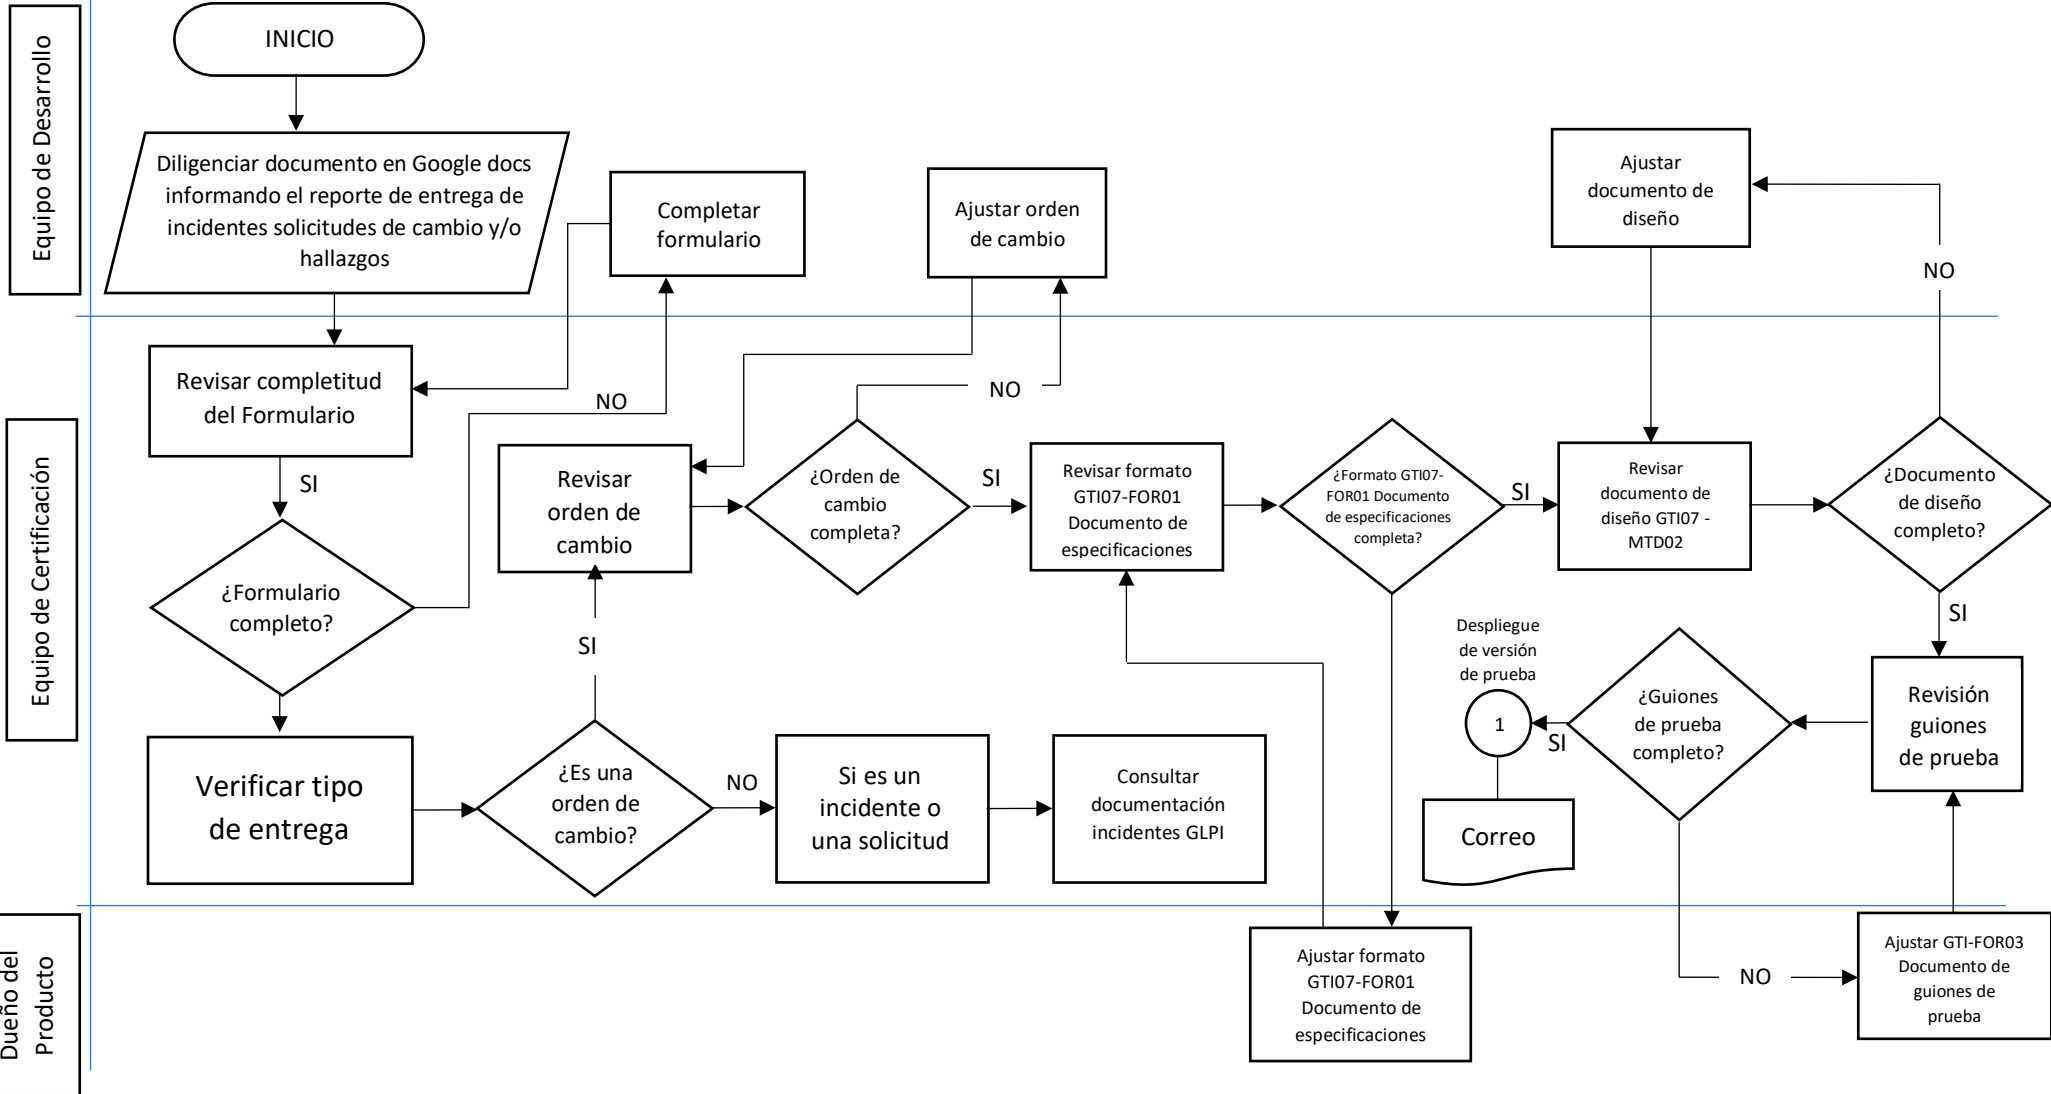 Equipo de Desarrollo
INICIO
Diligenciar documento en Google docs
informando el reporte de entrega de
incidentes solicitudes de cambio y/o
hallazgos
Completar
formulario
Ajustar orden
de cambio
Ajustar
documento de
diseño
NO
Equipo de Certificación
Revisar completitud
del Formulario
NO
NO
SI
Revisar
orden de
cambio
¿Orden de
cambio
completa?
SI
Revisar formato
GTI07-FOR01
Documento de
especificaciones
¿Formato GTI07-
FOR01 Documento
de especificaciones
completa?
SI
Revisar
documento de
diseño GTI07 -
MTD02
¿Documento
de diseño
completo?
¿Formulario
completo?
SI
SI
Despliegue
de versión
de prueba
1
SI
¿Guiones
de prueba
completo?
Revisión
guiones
de prueba
Verificar tipo
de entrega
¿Es una
orden de
cambio?
NO
Si es un
incidente o
una solicitud
Consultar
documentación
incidentes GLPI
Correo
Dueño del
Producto
Ajustar formato
GTI07-FOR01
Documento de
especificaciones
NO
Ajustar GTI-FOR03
Documento de
guiones de
prueba